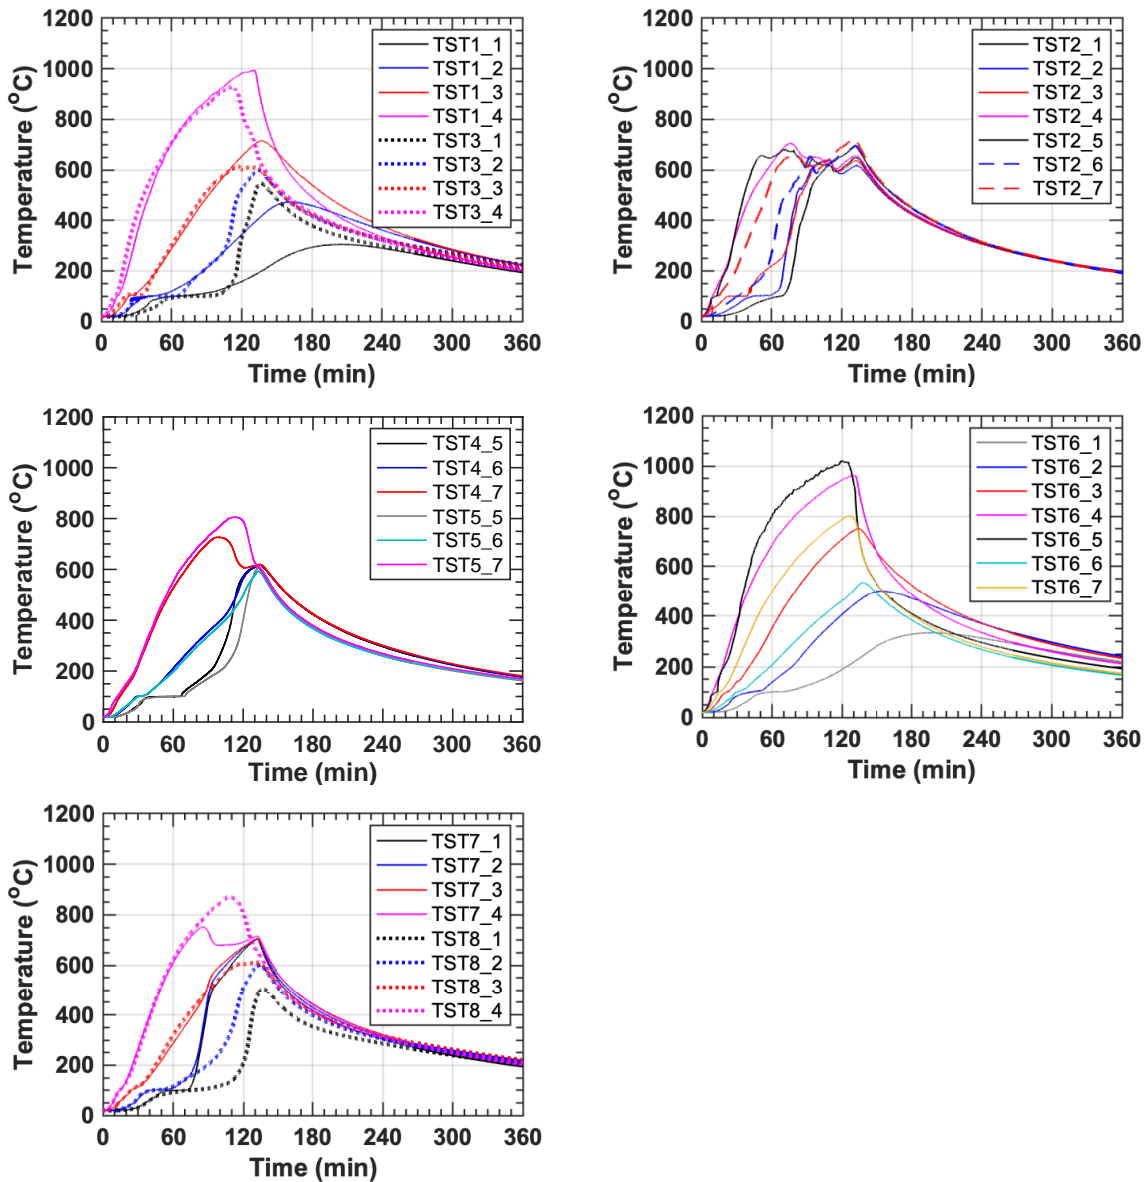 1200
1000
800
600
400
200
0
Temperature (°C)
0 60 120 180 240 300 360
Time (min)
TST1_1
TST1_2
TST1_3
TST1_4
TST3_1
TST3_2
TST3_3
TST3_4
1200
1000
800
600
400
200
0
Temperature (°C)
0 60 120 180 240 300 360
Time (min)
TST2_1
TST2_2
TST2_3
TST2_4
TST2_5
TST2_6
TST2_7
1200
1000
800
600
400
200
0
Temperature (°C)
0 60 120 180 240 300 360
Time (min)
TST4_5
TST4_6
TST4_7
TST5_5
TST5_6
TST5_7
1200
1000
800
600
400
200
0
Temperature (°C)
0 60 120 180 240 300 360
Time (min)
TST6_1
TST6_2
TST6_3
TST6_4
TST6_5
TST6_6
TST6_7
1200
1000
800
600
400
200
0
Temperature (°C)
0 60 120 180 240 300 360
Time (min)
TST7_1
TST7_2
TST7_3
TST7_4
TST8_1
TST8_2
TST8_3
TST8_4